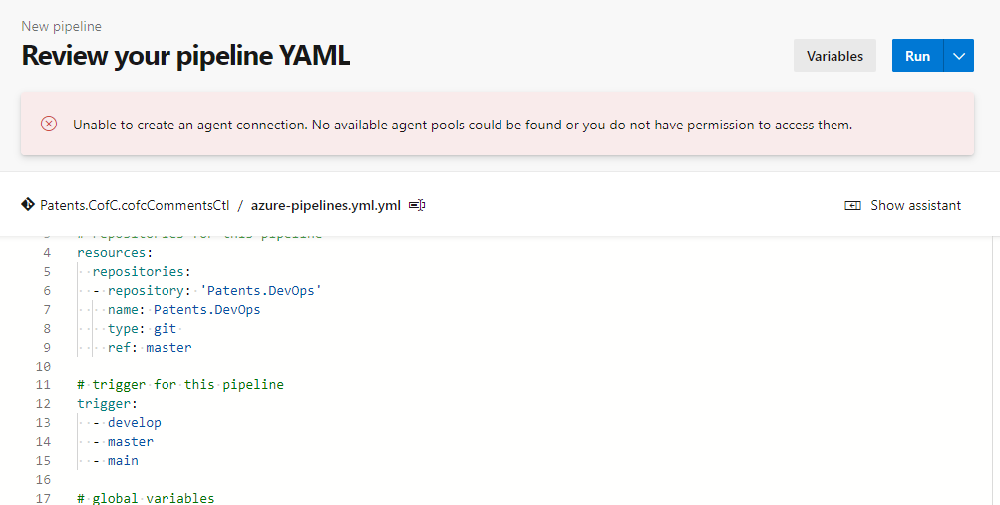 New pipeline
Review your pipeline YAML
Variables
Run
Unable to create an agent connection. No available agent pools could be found or you do not have permission to access them.
Patents.CofC.cofcCommentsCtl / azure-pipelines.yml.yml
Show assistant
3 # repositories for this pipeline
4 resources:
5 repositories:
6 - repository: 'Patents.DevOps'
7 name: Patents.DevOps
8 type: git
9 ref: master
10
11 # trigger for this pipeline
12 trigger:
13 - develop
14 - master
15 - main
16
17 # global variables